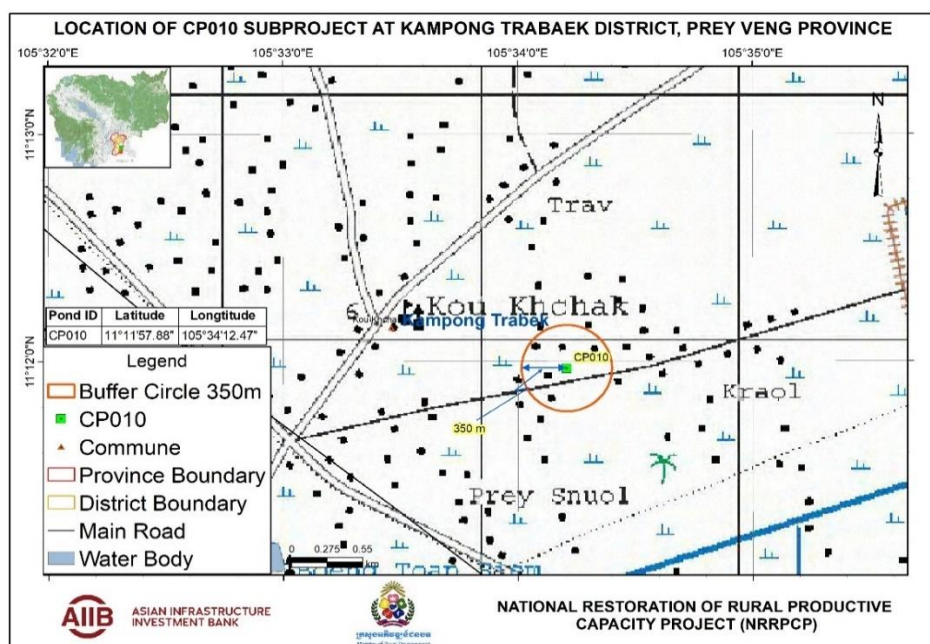 LOCATION OF CP010 SUBPROJECT AT KAMPONG TRABAEK DISTRICT, PREY VENG PROVINCE
105°32'0"E 105°33'0"E 105°34'0"E 105°35'0"E
11°13'0"N
N
Trav
6
Kou Khchak
Kampong Trabek
Pond ID Latitude Longtitude
CP010 11°11'57.88" 105°34'12.47"
11°12'0"N
CP010
Kraol
350 m
Prey Snuol
Legend
Buffer Circle 350m
CP010
Commune
Province Boundary
District Boundary
Main Road
Water Body
0 0.275 0.55
km
AIIB ASIAN INFRASTRUCTURE
INVESTMENT BANK
NATIONAL RESTORATION OF RURAL PRODUCTIVE
CAPACITY PROJECT (NRRPCP)